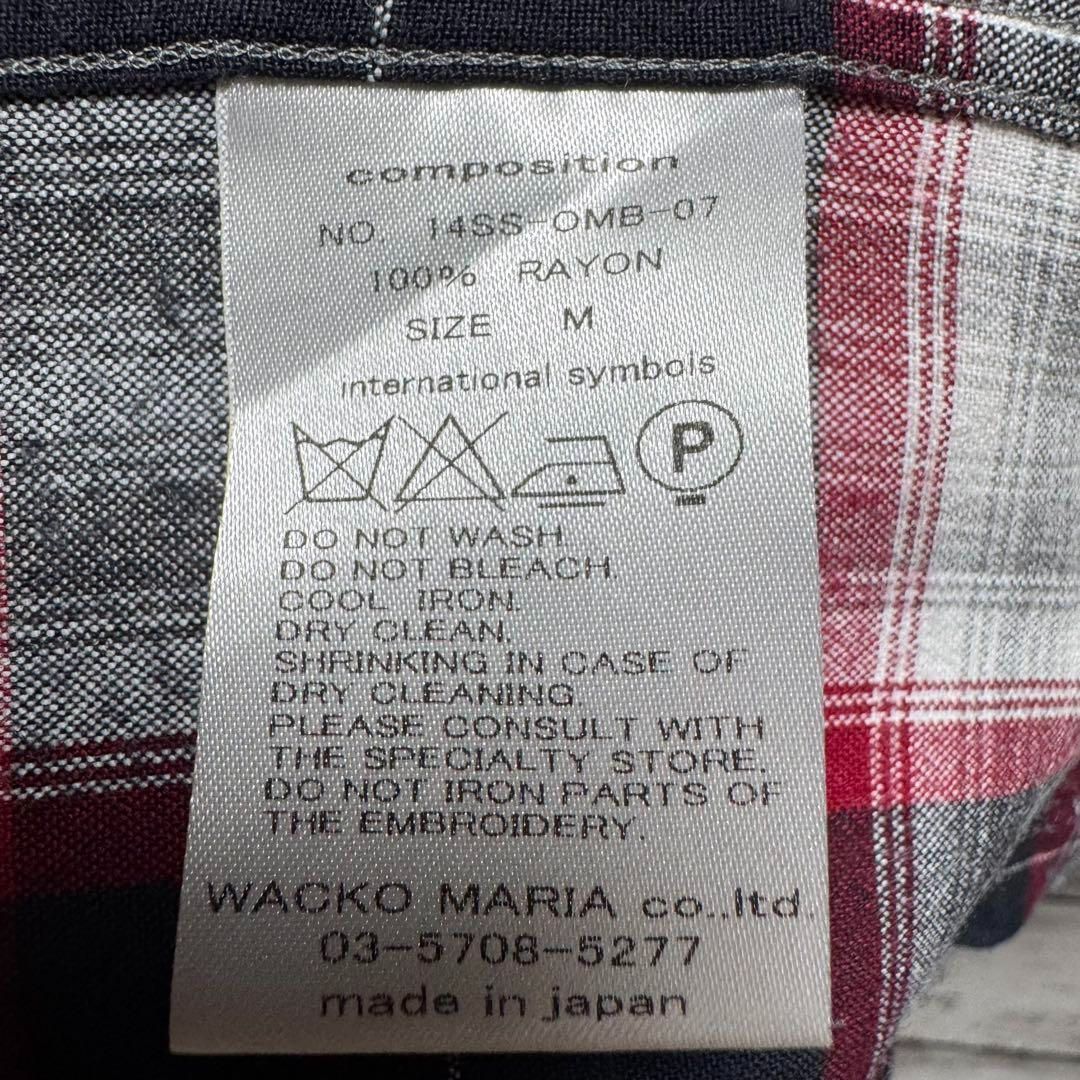 composition
NO. 14SS-OMB-07
100% RAYON
SIZE M
international symbols
P
DO NOT WASH
DO NOT BLEACH.
COOL IRON.
DRY CLEAN.
SHRINKING IN CASE OF
DRY CLEANING.
PLEASE CONSULT WITH
THE SPECIALTY STORE.
DO NOT IRON PARTS OF
THE EMBROIDERY.
WACKO MARIA co.,ltd.
03-5708-5277
made in japan